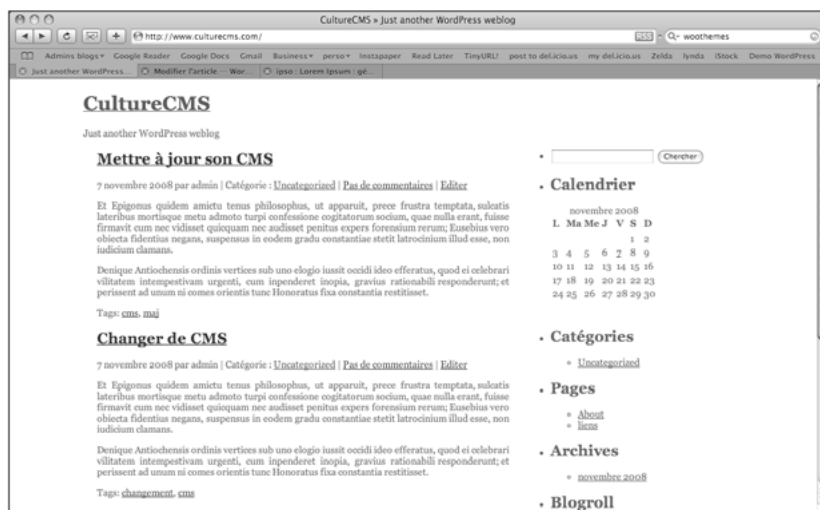 CultureCMS » Just another WordPress weblog
http://www.culturecms.com/
RSS
woothemes
Admins blogs Google Reader Google Docs Gmail Business perso Instapaper Read Later TinyURL! post to del.icio.us my del.icio.us Zelda lynda iStock Demo WordPress
Just another WordPress... Modifier l'article — Wor... ipso : Lorem Ipsum : gé...
CultureCMS
Just another WordPress weblog
Mettre à jour son CMS
7 novembre 2008 par admin | Catégorie : Uncategorized | Pas de commentaires | Editer
Et Epigonus quidem amictu tenus philosophus, ut apparuit, prece frustra temptata, sulcatis
lateribus mortisque metu admoto turpi confessione cogitatorum socium, quae nulla erant, fuisse
firmavit cum nec vidisset quicquam nec audisset penitus expers forensium rerum; Eusebius vero
obiecta fidentius negans, suspensus in eodem gradu constantiae stetit latrocinium illud esse, non
iudicium clamans.
Denique Antiochensis ordinis vertices sub uno elogio iussit occidi ideo efferatus, quod ei celebrari
vilitatem intempestivam urgenti, cum inpenderet inopia, gravius rationabili responderunt; et
perissent ad unum ni comes orientis tunc Honoratus fixa constantia restitisset.
Tags: cms, maj
Changer de CMS
7 novembre 2008 par admin | Catégorie : Uncategorized | Pas de commentaires | Editer
Et Epigonus quidem amictu tenus philosophus, ut apparuit, prece frustra temptata, sulcatis
lateribus mortisque metu admoto turpi confessione cogitatorum socium, quae nulla erant, fuisse
firmavit cum nec vidisset quicquam nec audisset penitus expers forensium rerum; Eusebius vero
obiecta fidentius negans, suspensus in eodem gradu constantiae stetit latrocinium illud esse, non
iudicium clamans.
Denique Antiochensis ordinis vertices sub uno elogio iussit occidi ideo efferatus, quod ei celebrari
vilitatem intempestivam urgenti, cum inpenderet inopia, gravius rationabili responderunt; et
perissent ad unum ni comes orientis tunc Honoratus fixa constantia restitisset.
Tags: changement, cms
Chercher
Calendrier
novembre 2008
L Ma Me J V S D
1 2
3 4 5 6 7 8 9
10 11 12 13 14 15 16
17 18 19 20 21 22 23
24 25 26 27 28 29 30
Catégories
Uncategorized
Pages
About
liens
Archives
novembre 2008
Blogroll